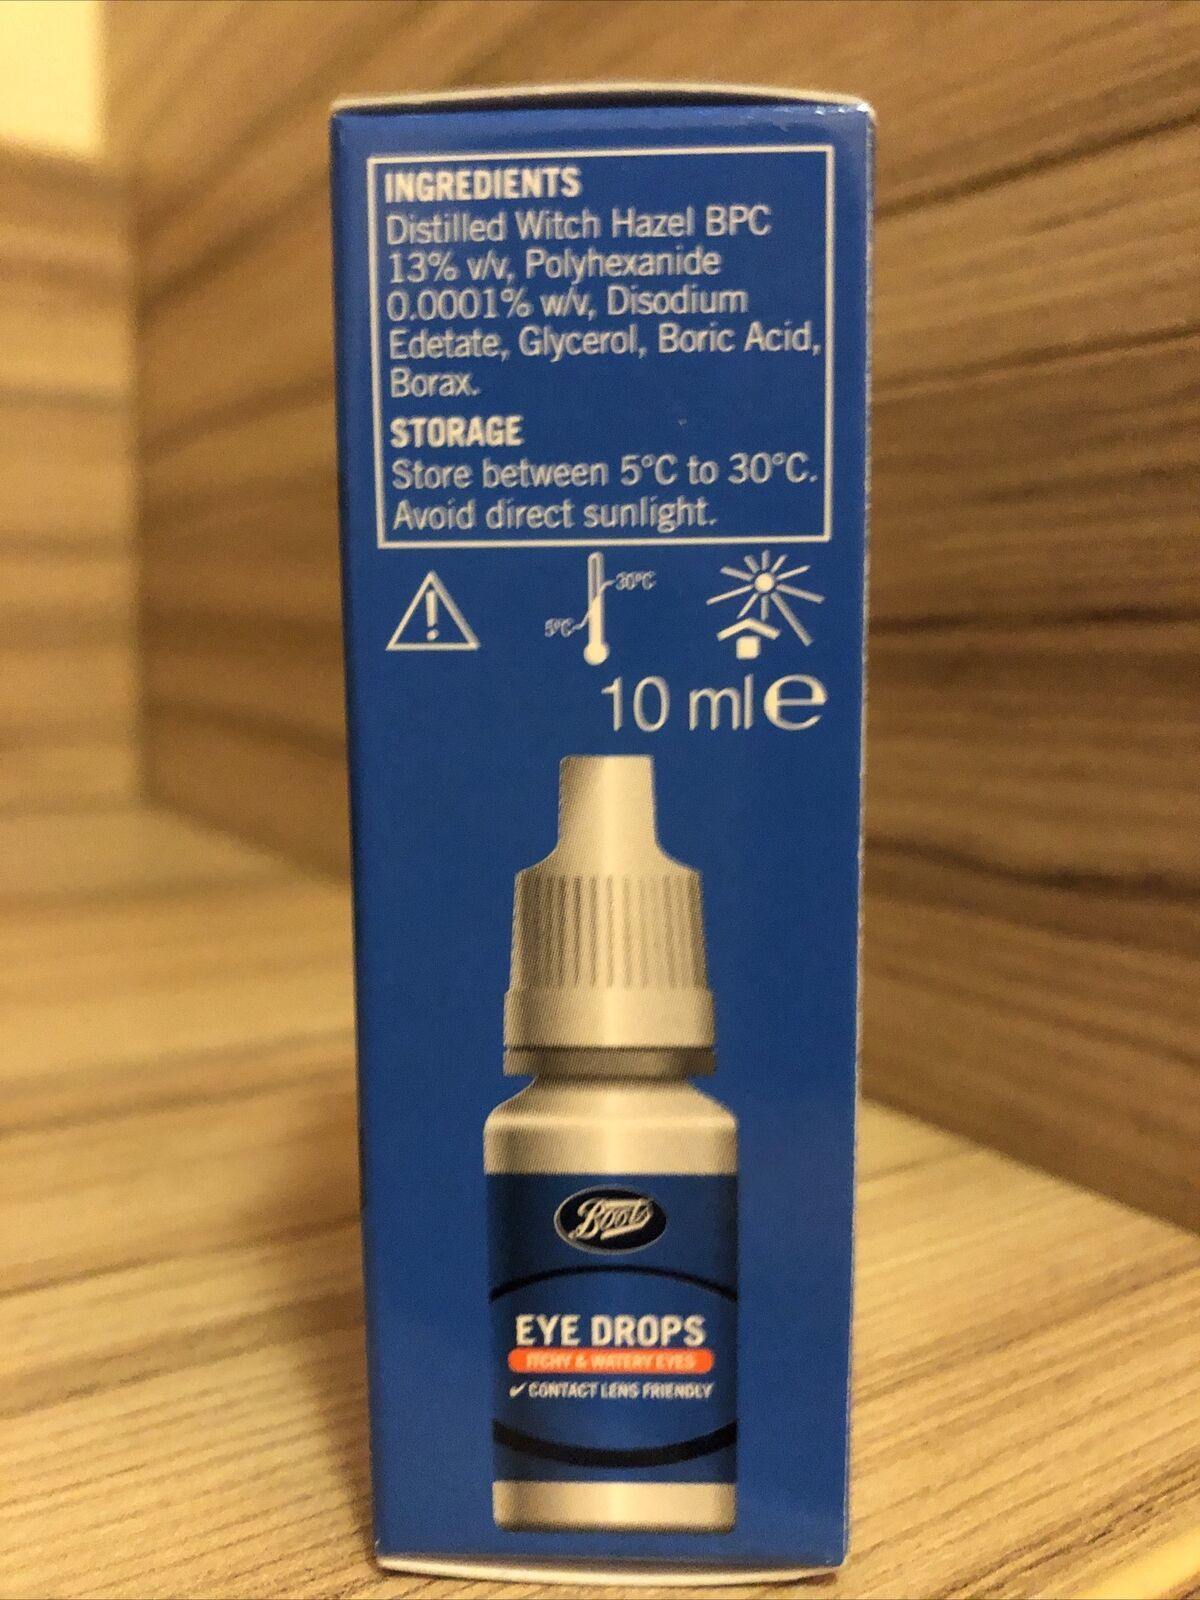 INGREDIENTS
Distilled Witch Hazel BPC
13% v/v, Polyhexanide
0.0001% w/v, Disodium
Edetate, Glycerol, Boric Acid,
Borax.
STORAGE
Store between 5°C to 30°C.
Avoid direct sunlight.
30°C
5°C
10 ml e
Boots
EYE DROPS
ITCHY & WATERY EYES
✓ CONTACT LENS FRIENDLY